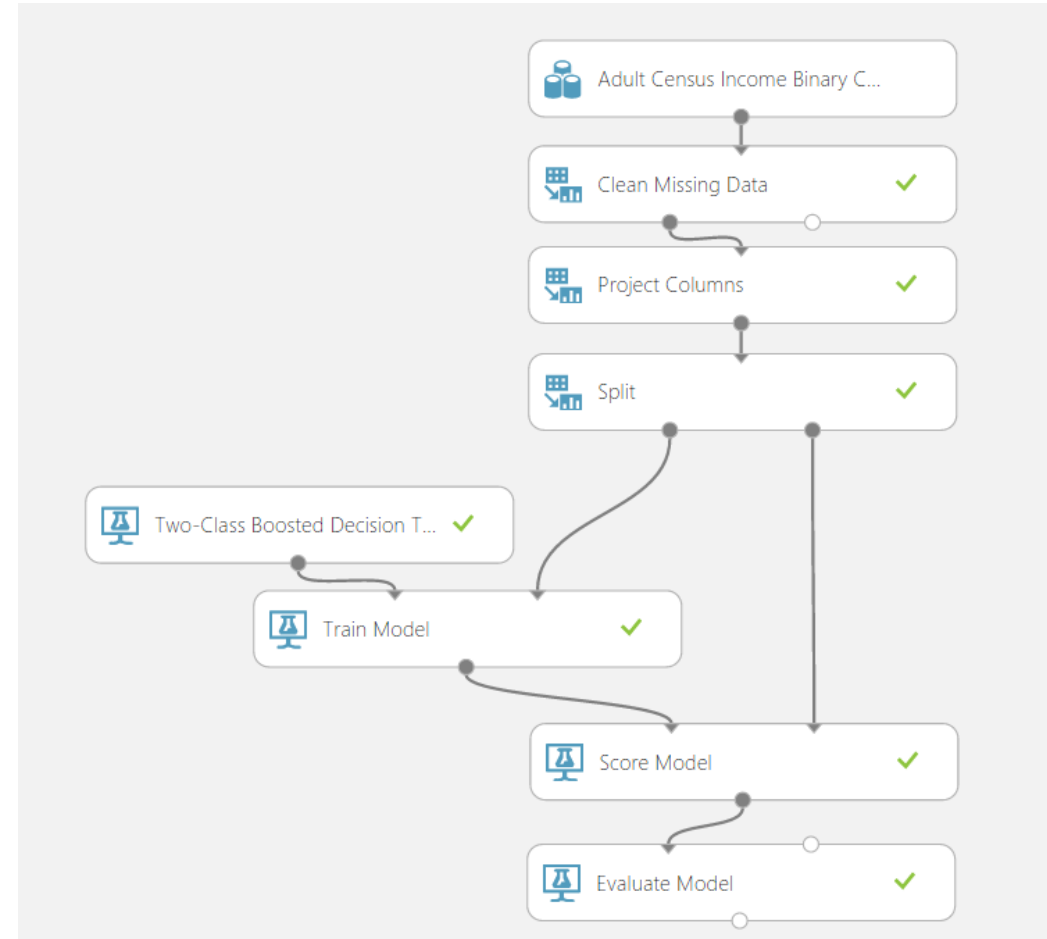 Adult Census Income Binary C...
Clean Missing Data
Project Columns
Split
Two-Class Boosted Decision T...
Train Model
Score Model
Evaluate Model